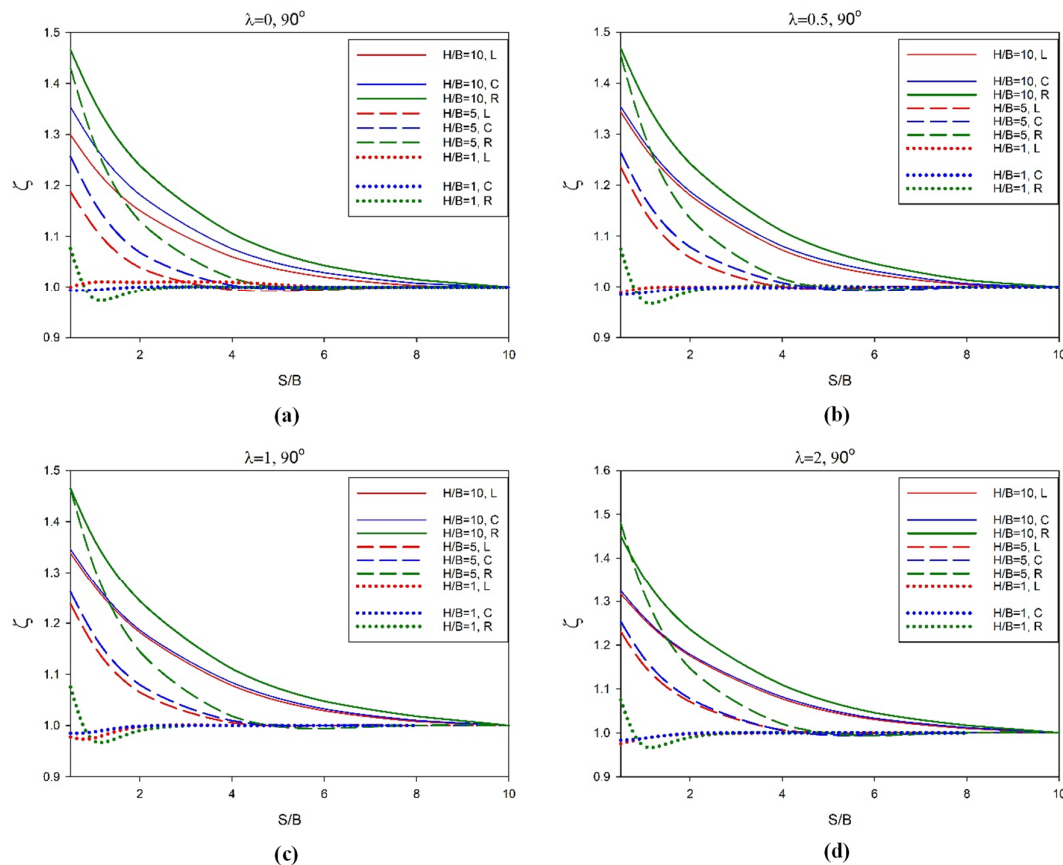 λ=0, 90°
1.5
1.4
1.3
1.2
1.1
1.0
0.9
ζ
2
4
6
8
10
S/B
H/B=10, L
H/B=10, C
H/B=10, R
H/B=5, L
H/B=5, C
H/B=5, R
H/B=1, L
H/B=1, C
H/B=1, R
(a)
λ=0.5, 90°
1.5
1.4
1.3
1.2
1.1
1.0
0.9
ζ
2
4
6
8
10
S/B
H/B=10, L
H/B=10, C
H/B=10, R
H/B=5, L
H/B=5, C
H/B=5, R
H/B=1, L
H/B=1, C
H/B=1, R
(b)
λ=1, 90°
1.5
1.4
1.3
1.2
1.1
1.0
0.9
ζ
2
4
6
8
10
S/B
H/B=10, L
H/B=10, C
H/B=10, R
H/B=5, L
H/B=5, C
H/B=5, R
H/B=1, L
H/B=1, C
H/B=1, R
(c)
λ=2, 90°
1.6
1.5
1.4
1.3
1.2
1.1
1.0
0.9
ζ
2
4
6
8
10
S/B
H/B=10, L
H/B=10, C
H/B=10, R
H/B=5, L
H/B=5, C
H/B=5, R
H/B=1, L
H/B=1, C
H/B=1, R
(d)